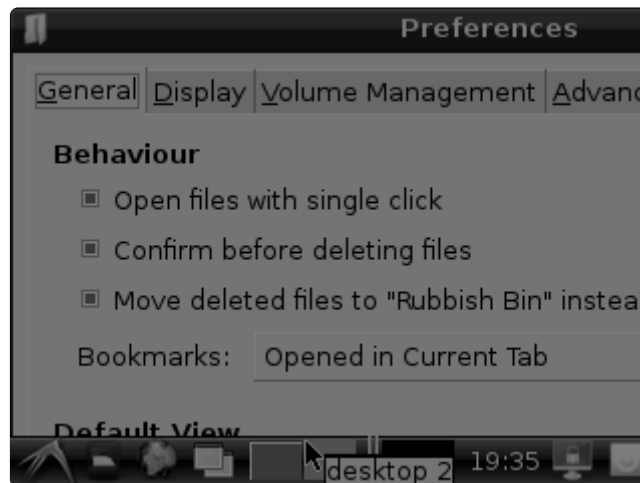 Preferences
General Display Volume Management Advanc
Behaviour
Open files with single click
Confirm before deleting files
Move deleted files to "Rubbish Bin" instea
Bookmarks: Opened in Current Tab
Default View
desktop 2 19:35